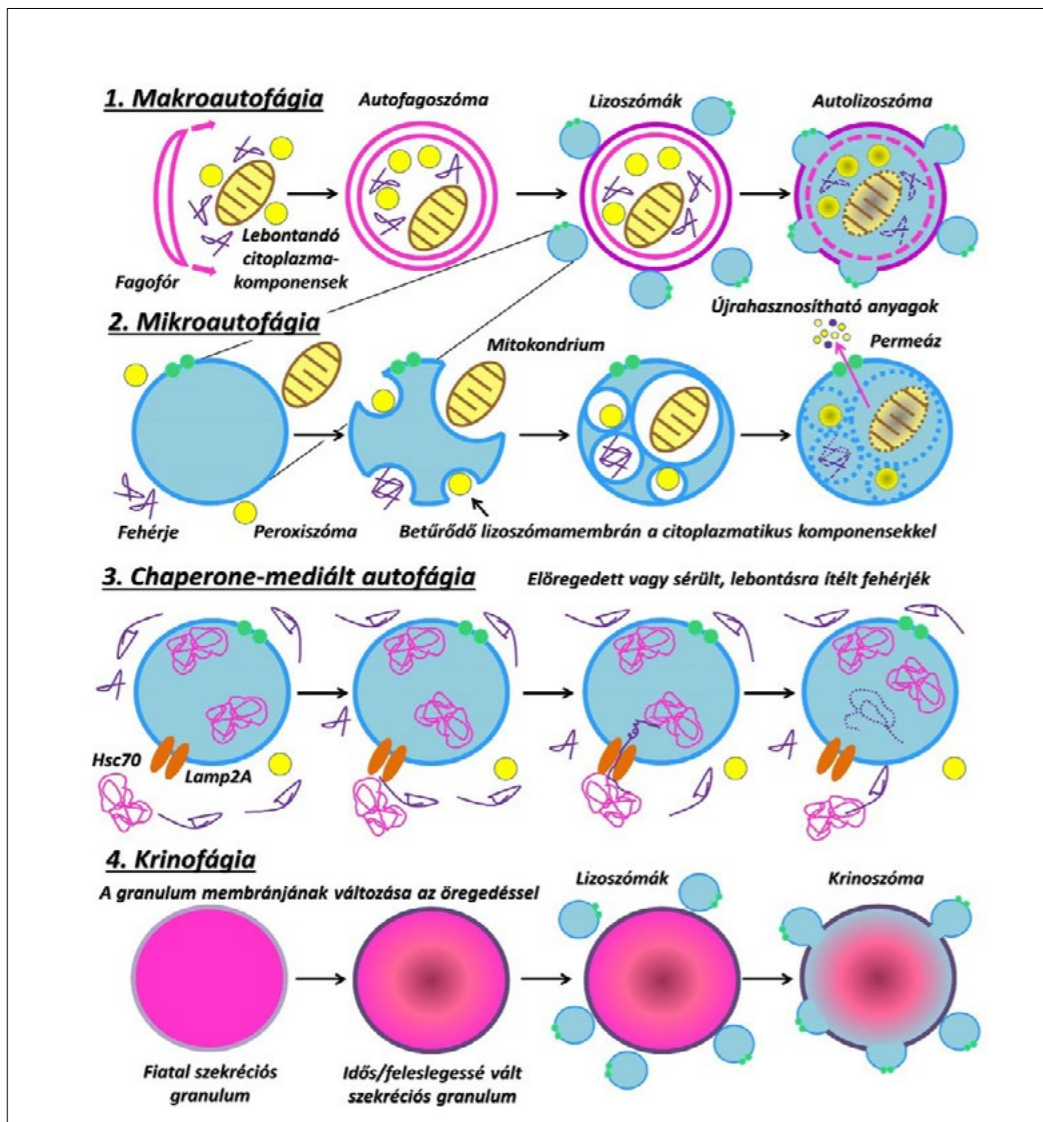 1. Makroautofágia
Autofagoszóma
Lizoszómák
Autolizoszóma
Fagofór
Lebontandó
citoplazma-
komponensek
Újrahasznosítható anyagok
2. Mikroautofágia
Mitokondrium
Permeáz
Fehérje
Peroxiszóma
Betűrődő lizoszómamembrán a citoplazmatikus komponensekkel
3. Chaperone-mediált autofágia
Elöregedett vagy sérült, lebontásra ítélt fehérjék
Hsc70
Lamp2A
4. Krinofágia
A granulum membránjának változása az öregedéssel
Lizoszómák
Krinoszóma
Fiatal szekréciós
granulum
Idős/feleslegessé vált
szekréciós granulum